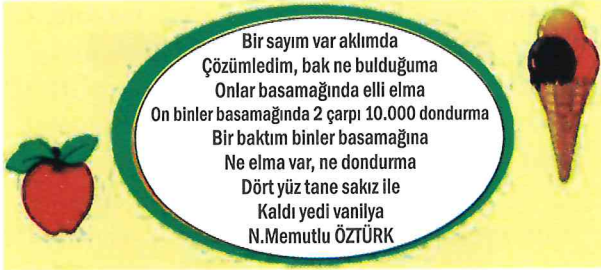 Bir sayım var aklımda
Çözümledim, bak ne bulduğuma
Onlar basamağında elli elma
On binler basamağında 2 çarpı 10.000 dondurma
Bir baktım binler basamağına
Ne elma var, ne dondurma
Dört yüz tane sakız ile
Kaldı yedi vanilya
N.Memutlu ÖZTÜRK